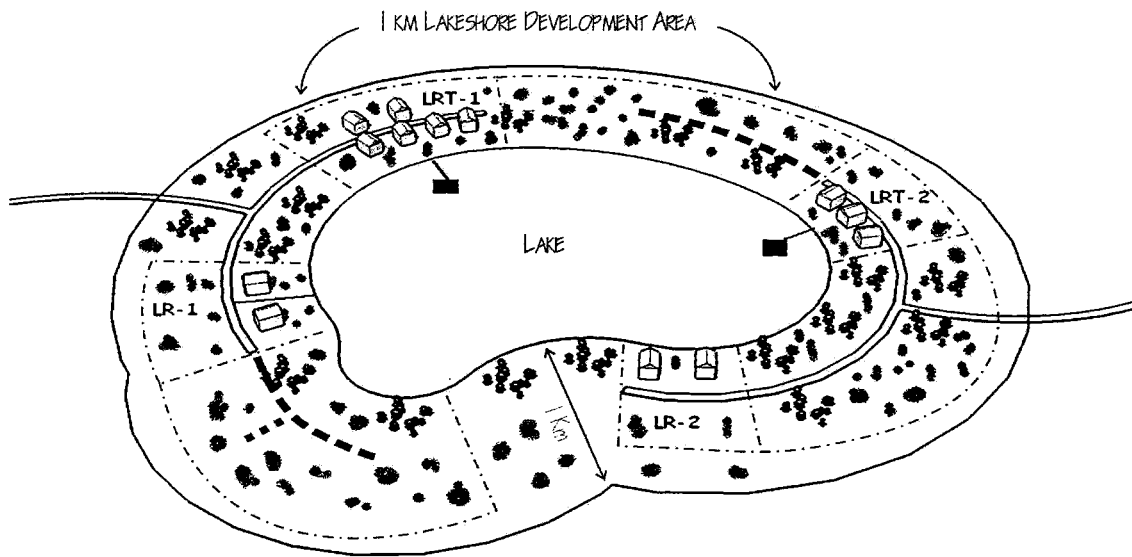 1 KM LAKESHORE DEVELOPMENT AREA
LRT-1
LRT-2
LAKE
LR-1
1 KM
LR-2